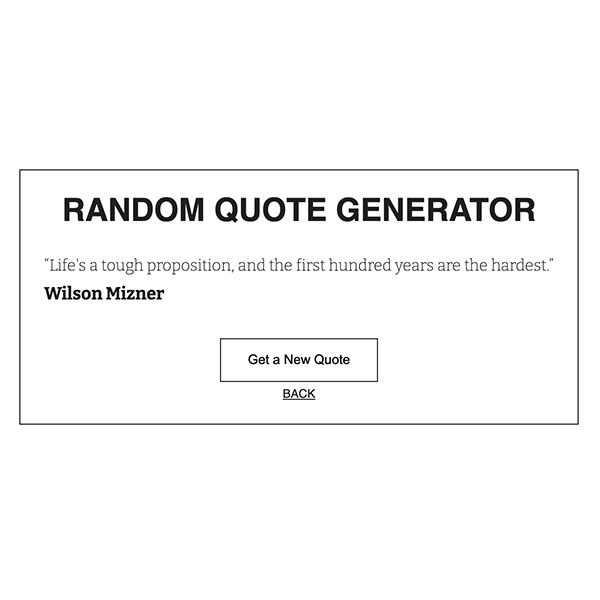 RANDOM QUOTE GENERATOR
“Life's a tough proposition, and the first hundred years are the hardest.”
Wilson Mizner
Get a New Quote
BACK